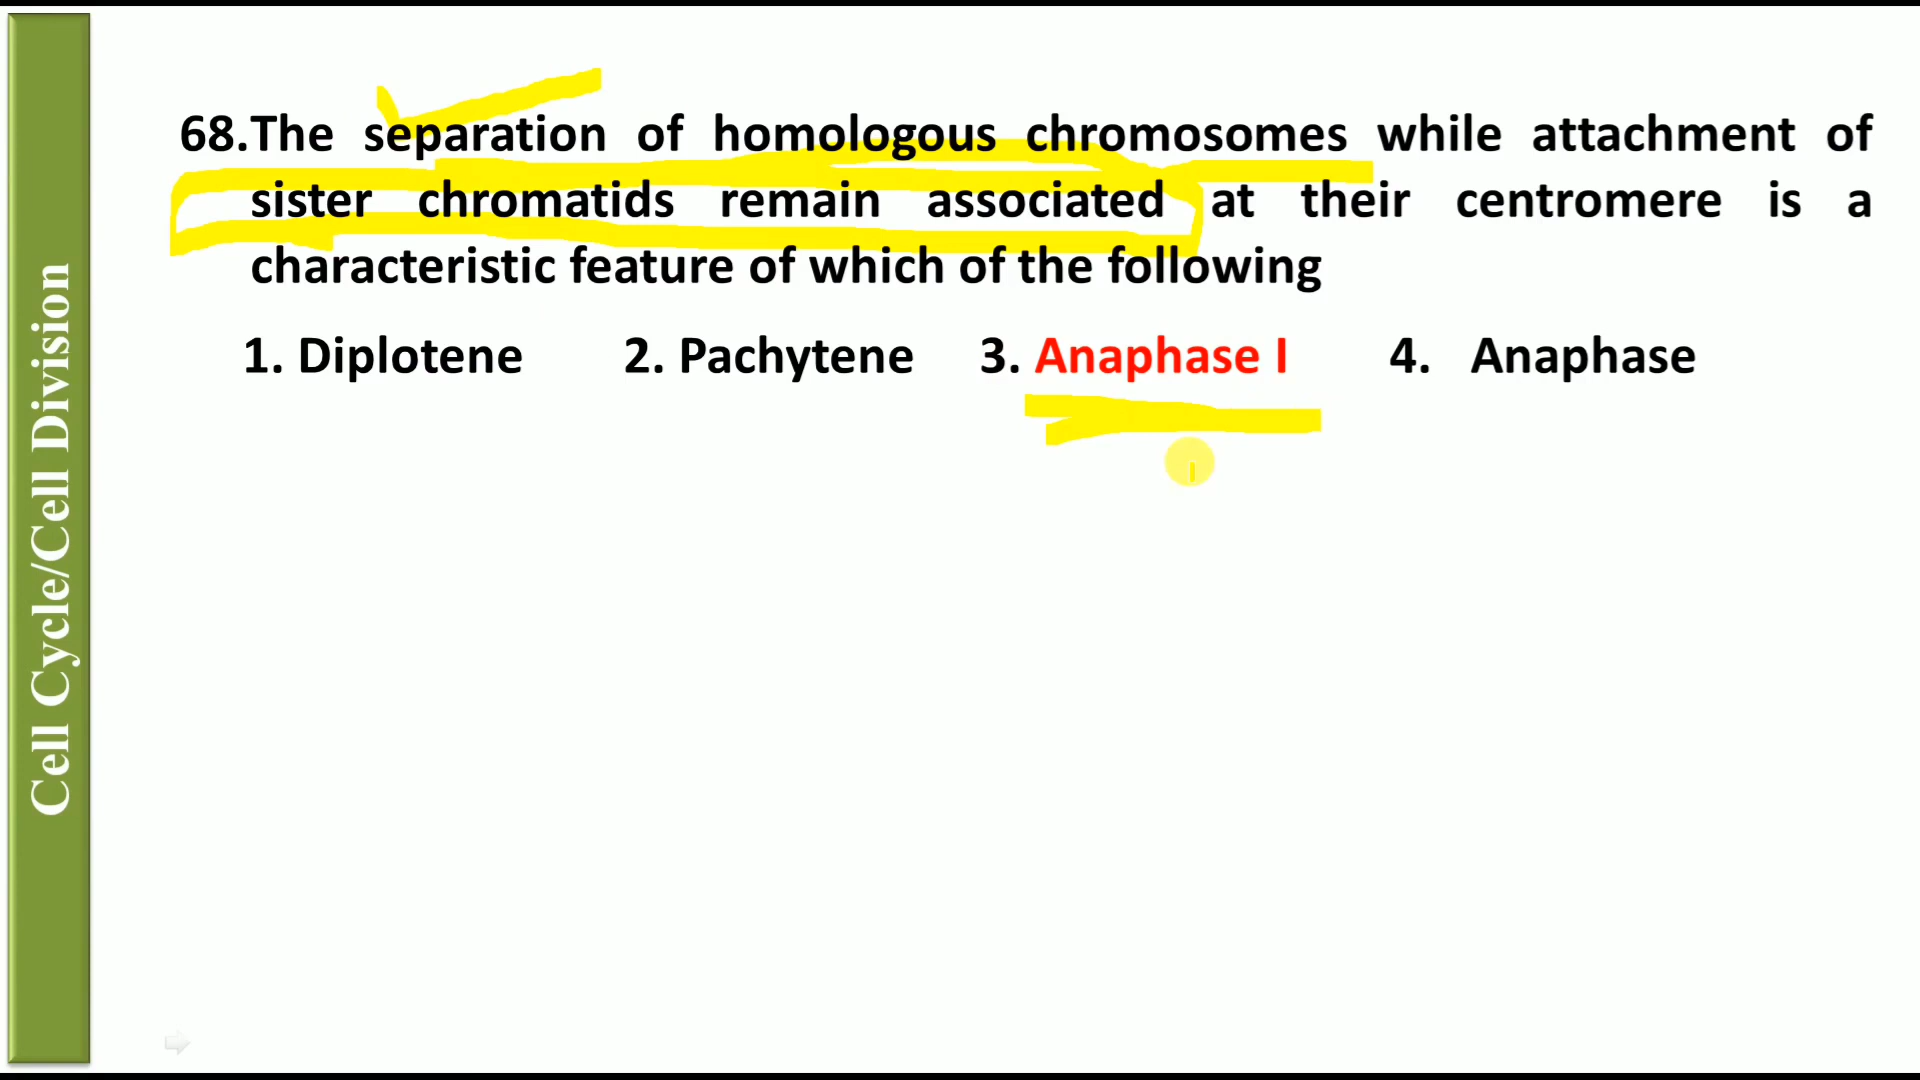 Cell Cycle/Cell Division
68.The separation of homologous chromosomes while attachment of
sister chromatids remain associated at their centromere is a
characteristic feature of which of the following
1. Diplotene 2. Pachytene 3. Anaphase I 4. Anaphase